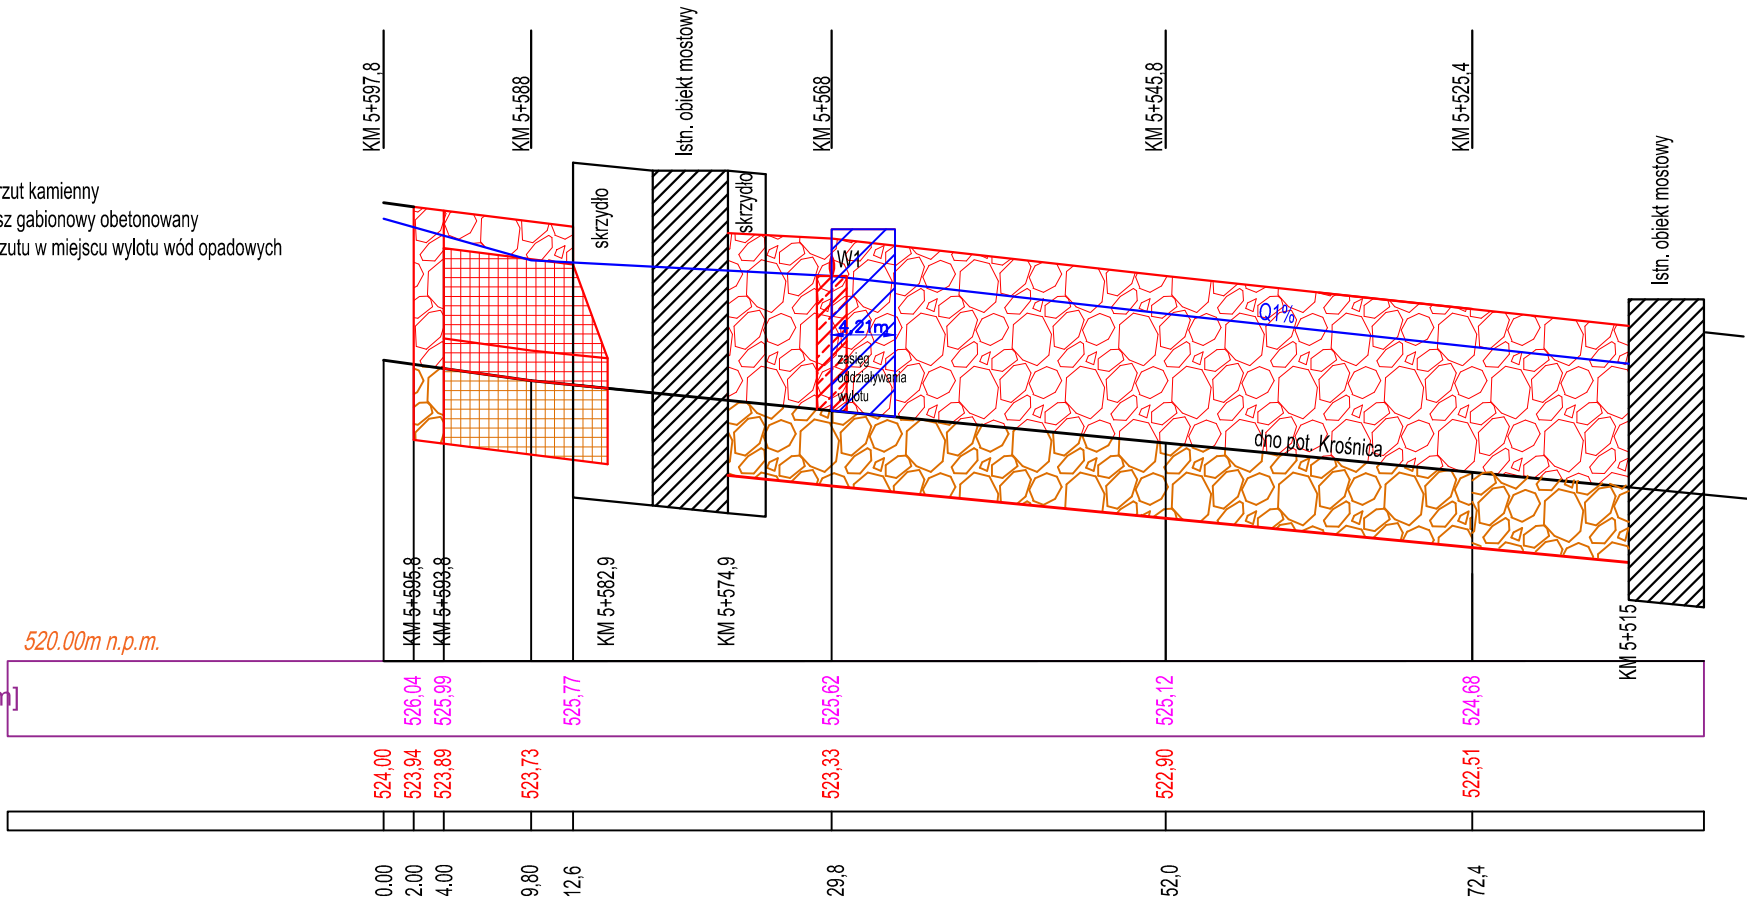 KM 5+597,8
KM 5+588
Istn. obiekt mostowy
KM 5+568
KM 5+545,8
KM 5+525,4
Istn. obiekt mostowy
rzut kamienny
sz gabionowy obetonowany
zutu w miejscu wylotu wód opadowych
skrzydło
skrzydło
W1
Q1%
4,21m
zasięg
oddziaływania
wylotu
dno pot. Krośnica
KM 5+595,8
KM 5+593,8
KM 5+582,9
KM 5+574,9
KM 5+515
520.00m n.p.m.
m]
526,04
525,99
525,77
525,62
525,12
524,68
524,00
523,94
523,89
523,73
523,33
522,90
522,51
0.00
2.00
4.00
9,80
12,6
29,8
52,0
72,4